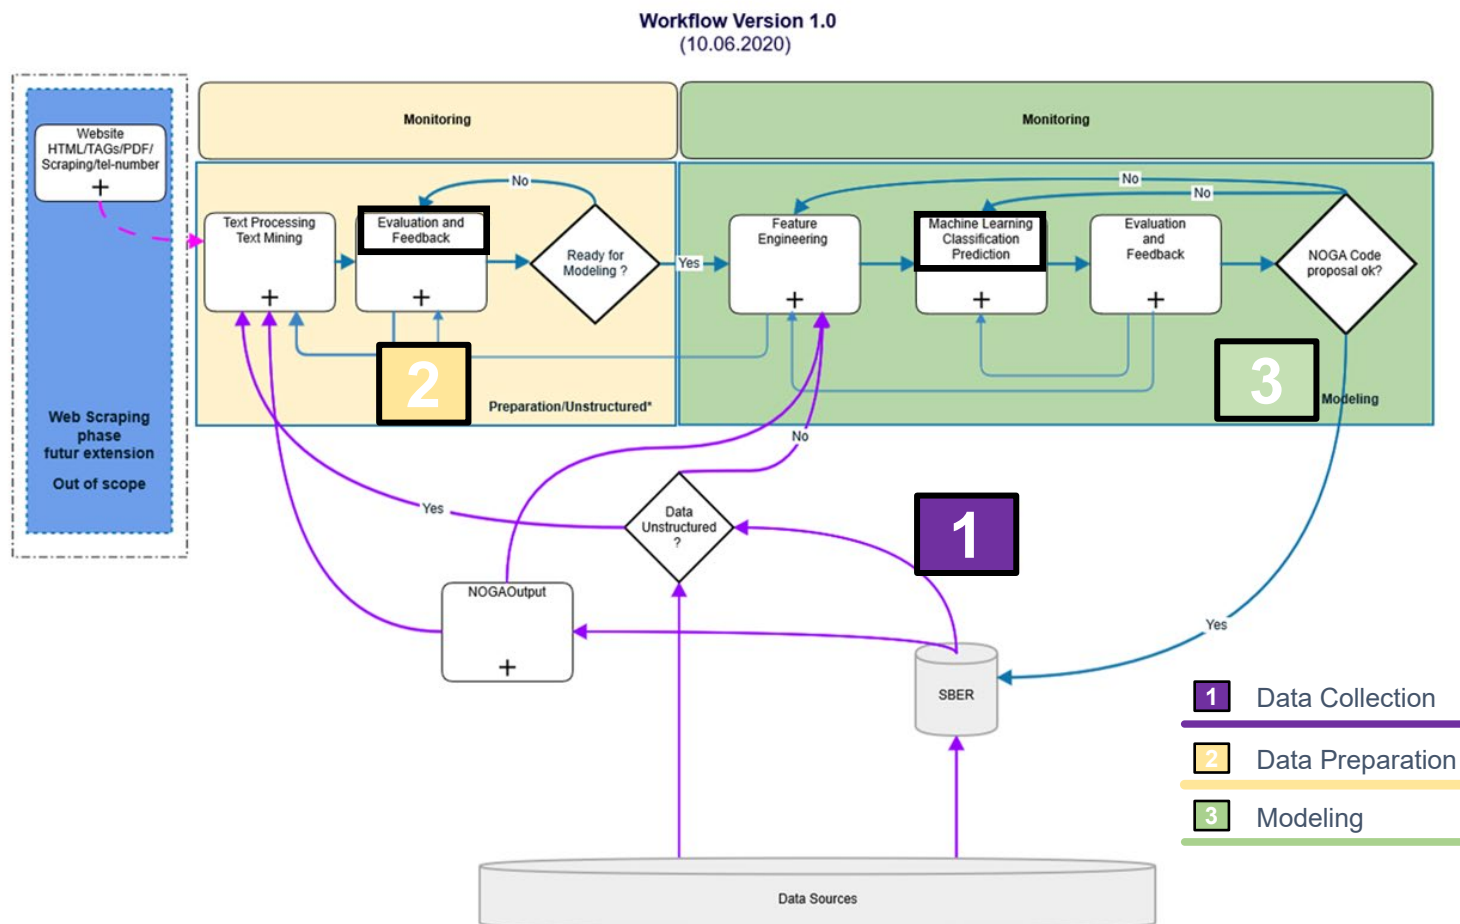 Workflow Version 1.0
(10.06.2020)
Monitoring
Monitoring
Website
HTML/TAGs/PDF/
Scraping/tel-number
Web Scraping
phase
futur extension
Out of scope
Text Processing
Text Mining
Evaluation and
Feedback
No
Ready for
Modeling ?
Yes
2
Preparation/Unstructured*
Feature
Engineering
Machine Learning
Classification
Prediction
Evaluation
and
Feedback
No
No
NOGA Code
proposal ok?
3
Modeling
No
Yes
Data
Unstructured
?
1
NOGAOutput
Yes
SBER
Data Sources
1 Data Collection
2 Data Preparation
3 Modeling